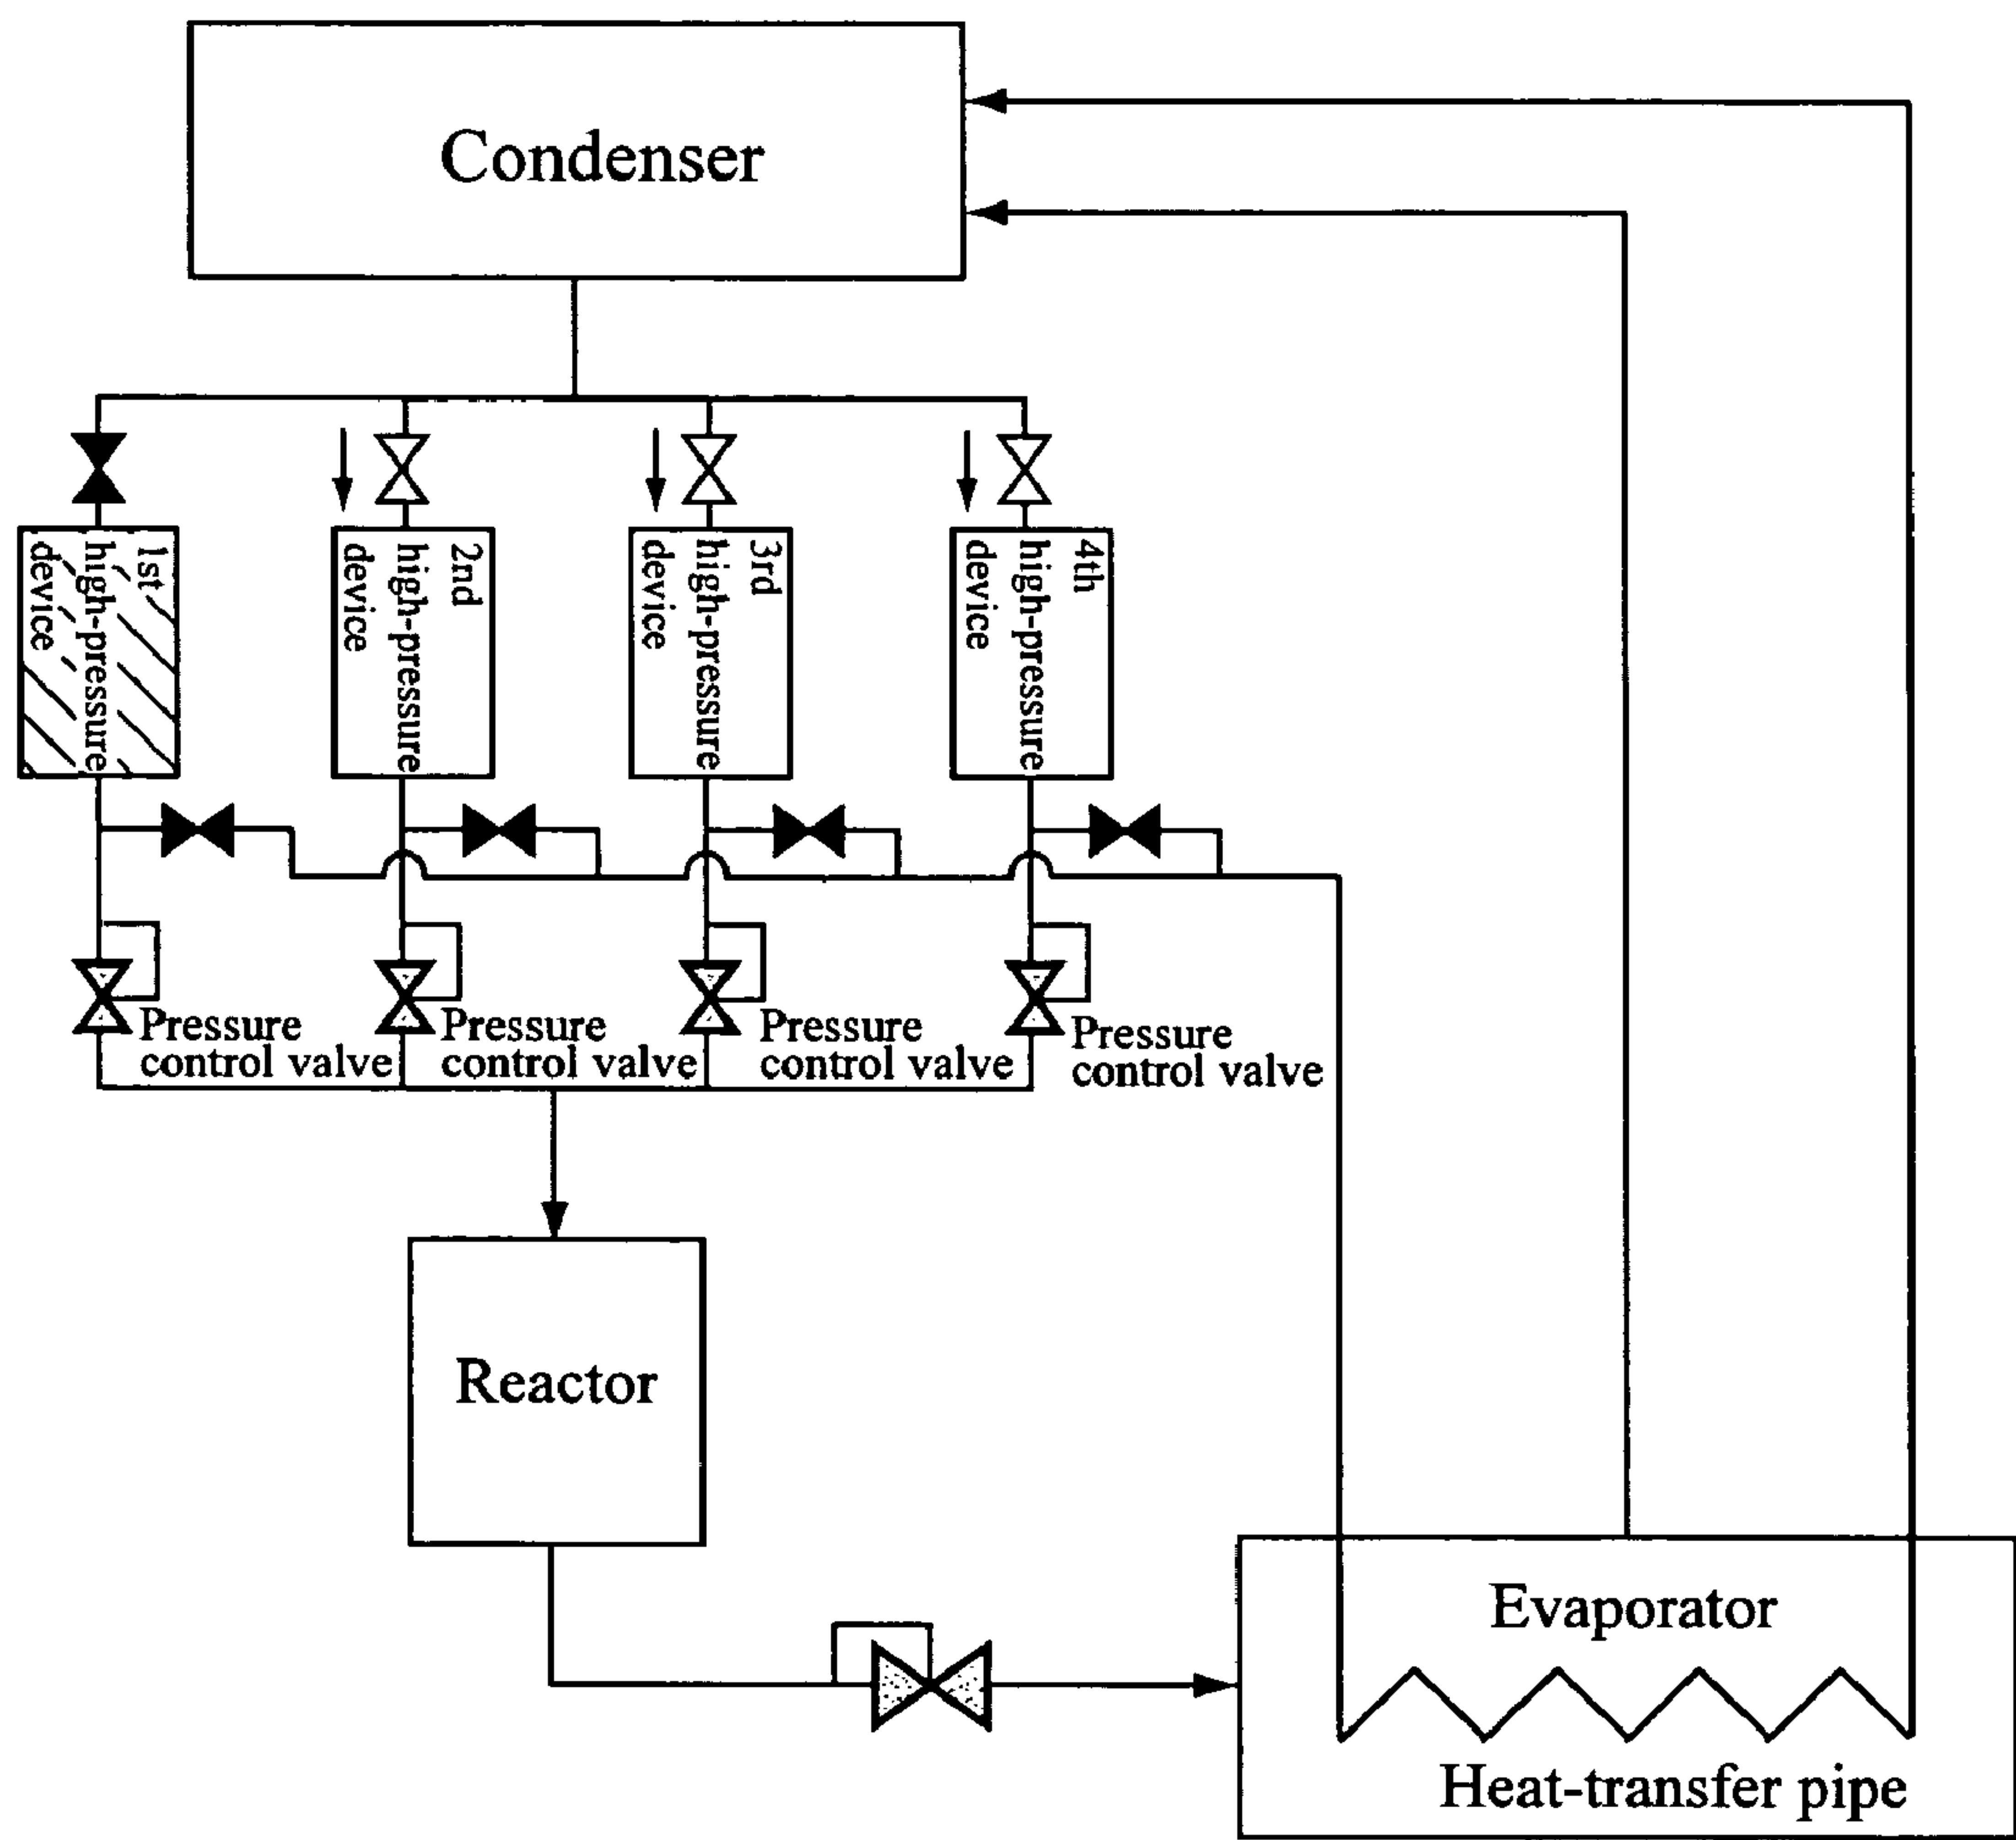 Condenser
1st
high-pressure
device
2nd
high-pressure
device
3rd
high-pressure
device
4th
high-pressure
device
Pressure
control valve
Pressure
control valve
Pressure
control valve
Pressure
control valve
Reactor
Evaporator
Heat-transfer pipe